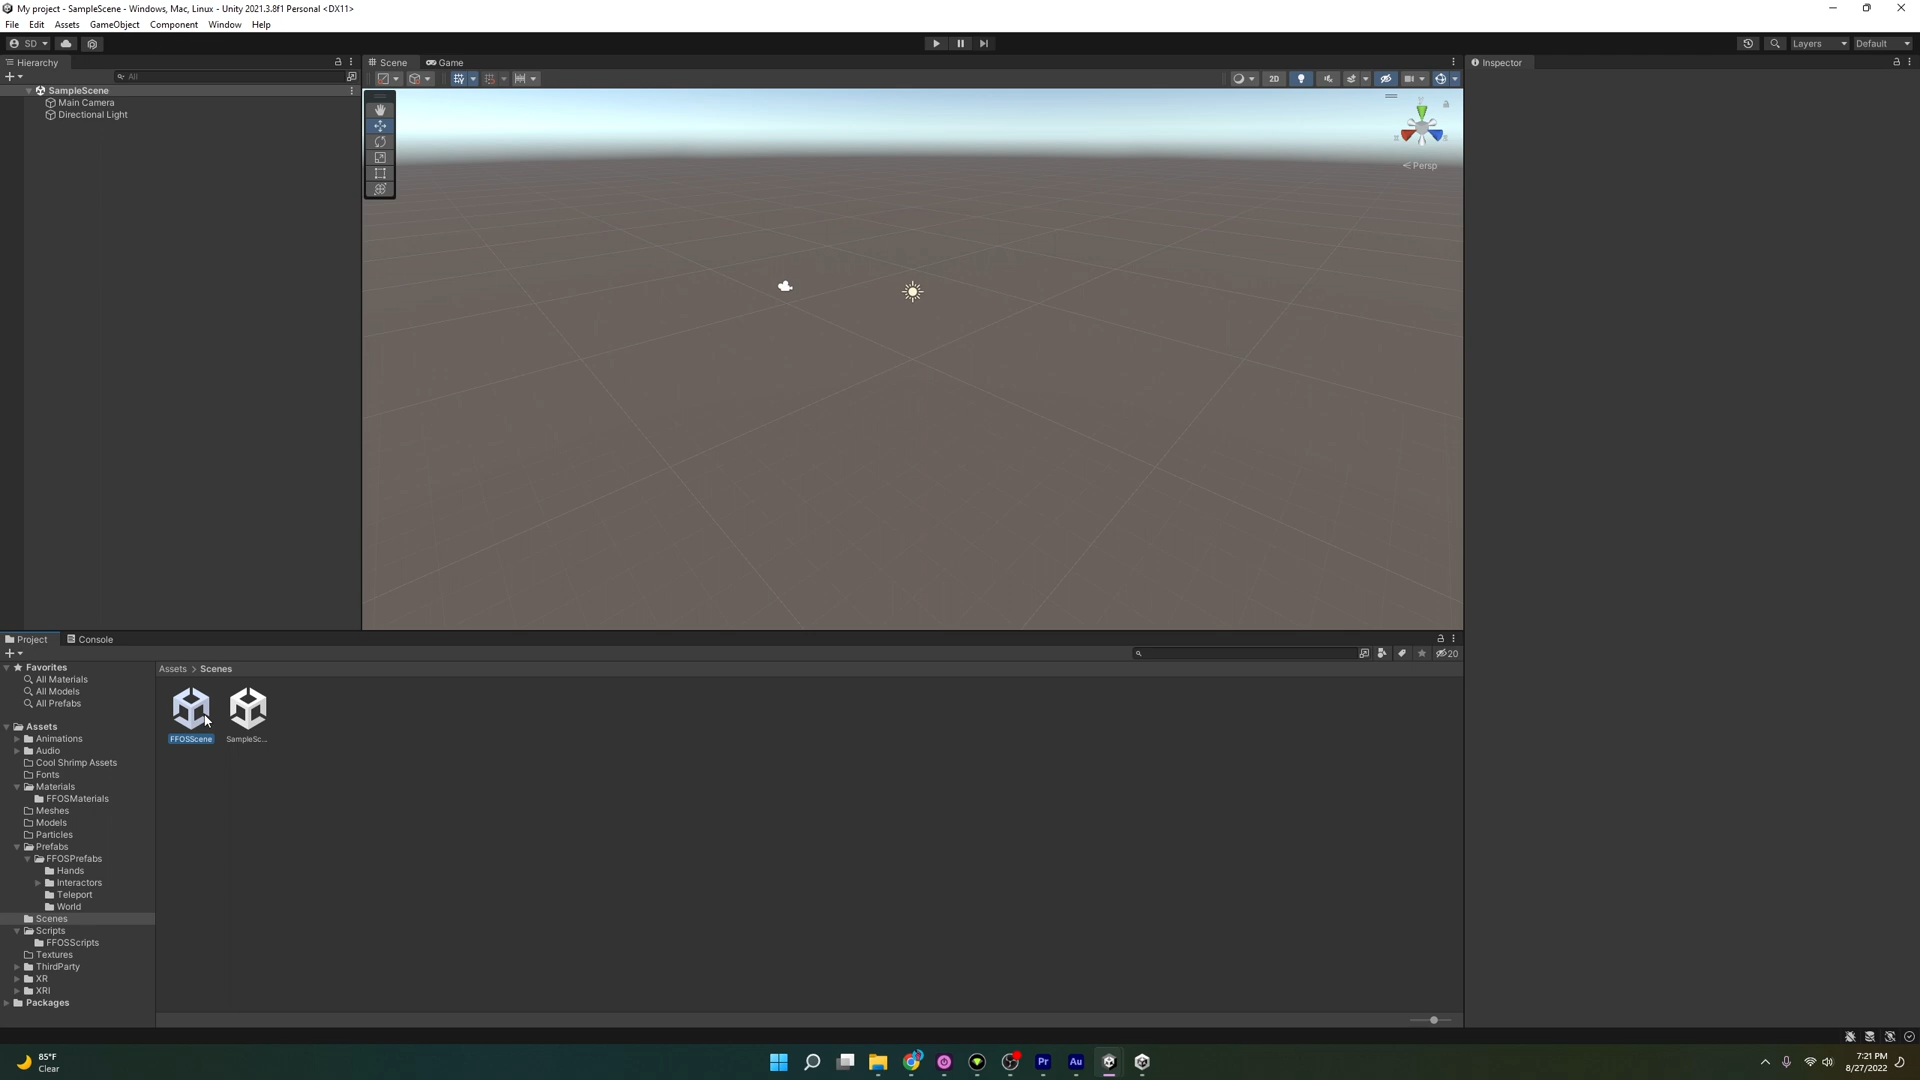 My project - SampleScene - Windows, Mac, Linux - Unity 2021.3.8f1 Personal <DX11>
File Edit Assets GameObject Component Window Help
SD Layers Default
Hierarchy Scene Game Inspector
All 2D
SampleScene
Main Camera
Directional Light
Persp
Project Console
20
Favorites
All Materials
All Models
All Prefabs
Assets > Scenes
FFOSScene SampleSc...
Assets
Animations
Audio
Cool Shrimp Assets
Fonts
Materials
FFOSMaterials
Meshes
Models
Particles
Prefabs
FFOSPrefabs
Hands
Interactors
Teleport
World
Scenes
Scripts
FFOSScripts
Textures
ThirdParty
XR
XRI
Packages
85°F
Clear
Pr Au
7:21 PM
8/27/2022